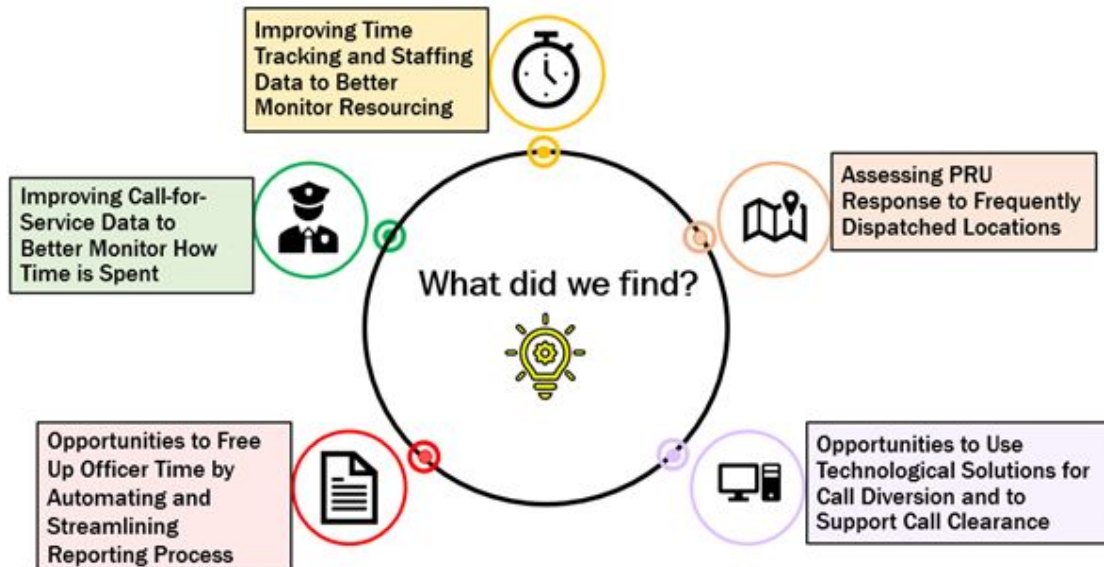 Improving Time
Tracking and Staffing
Data to Better
Monitor Resourcing
Improving Call-for-
Service Data to
Better Monitor How
Time is Spent
Assessing PRU
Response to Frequently
Dispatched Locations
What did we find?
Opportunities to Free
Up Officer Time by
Automating and
Streamlining
Reporting Process
Opportunities to Use
Technological Solutions for
Call Diversion and to
Support Call Clearance